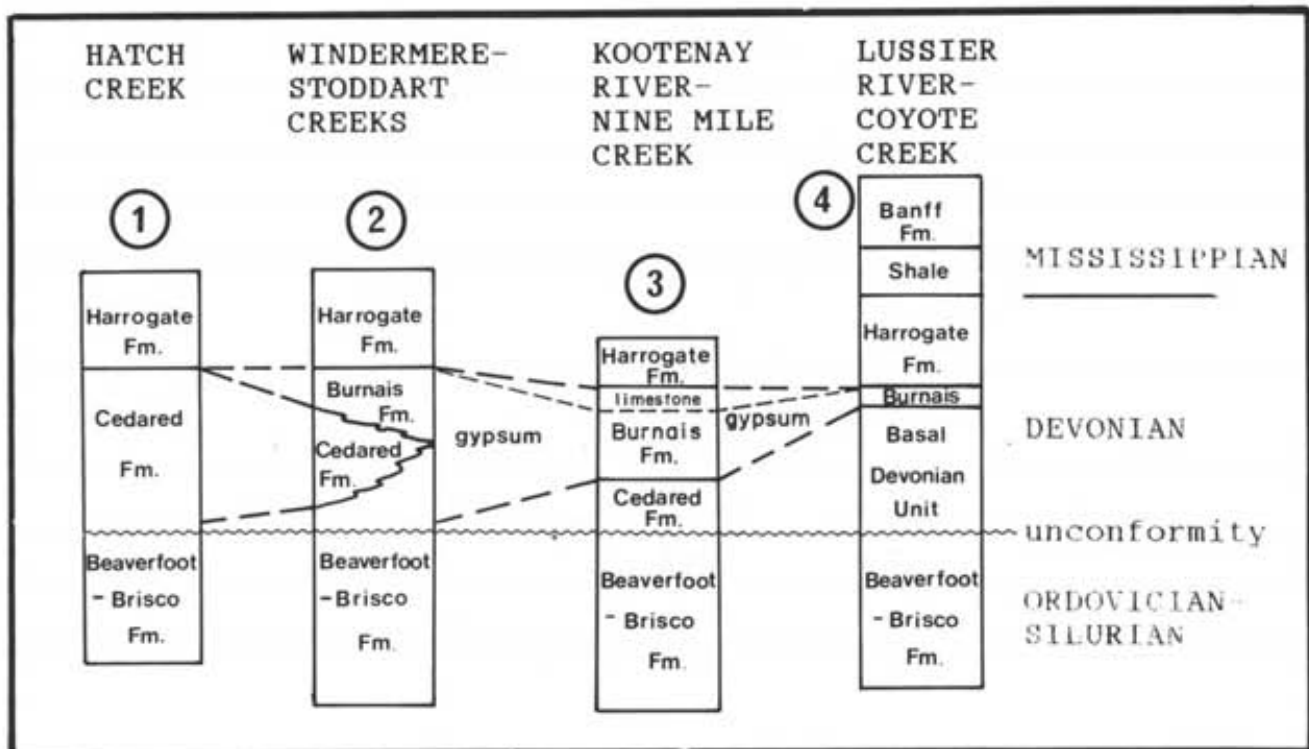 HATCH
CREEK
WINDERMERE-
STODDART
CREEKS
KOOTENAY
RIVER-
NINE MILE
CREEK
LUSSIER
RIVER-
COYOTE
CREEK
1
2
3
4
Harrogate
Fm.
Cedared
Fm.
Beaverfoot
- Brisco
Fm.
Harrogate
Fm.
Burnais
Fm.
Cedared
Fm.
Beaverfoot
- Brisco
Fm.
gypsum
Harrogate
Fm.
limestone
Burnais
Fm.
Cedared
Fm.
Beaverfoot
- Brisco
Fm.
gypsum
Banff
Fm.
Shale
Harrogate
Fm.
Burnais
Basal
Devonian
Unit
Beaverfoot
- Brisco
Fm.
MISSISSIPPIAN
DEVONIAN
unconformity
ORDOVICIAN-
SILURIAN